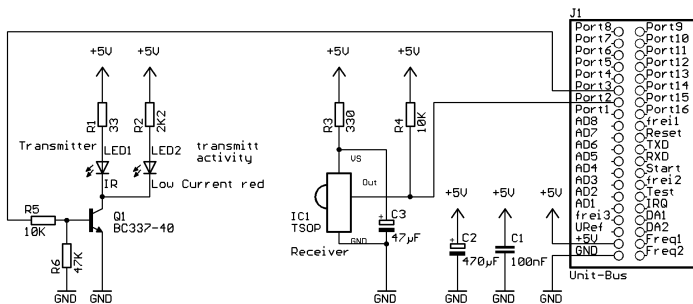 J1
Port8 Port9
Port7 Port10
Port6 Port11
Port5 Port12
Port4 Port13
Port3 Port14
Port2 Port15
Port1 Port16
AD8 frei1
AD7 Reset
AD6 TXD
AD5 RXD
AD4 Start
AD3 frei2
AD2 Test
AD1 IRQ
frei3 DA1
URef DA2
+5V Freq1
GND Freq2
Unit-Bus
+5V +5V +5V +5V
R1 33
R2 2K2
R3 330
R4 10K
Transmitter LED1 LED2 transmitt
activity
IR Low Current red
VS
Out
GND
IC1
TSOP
Receiver
C3
47µF
R5
10K
Q1
BC337-40
R6 47K
+5V +5V +5V
C2
470µF
C1
100nF
GND GND GND GND GND GND